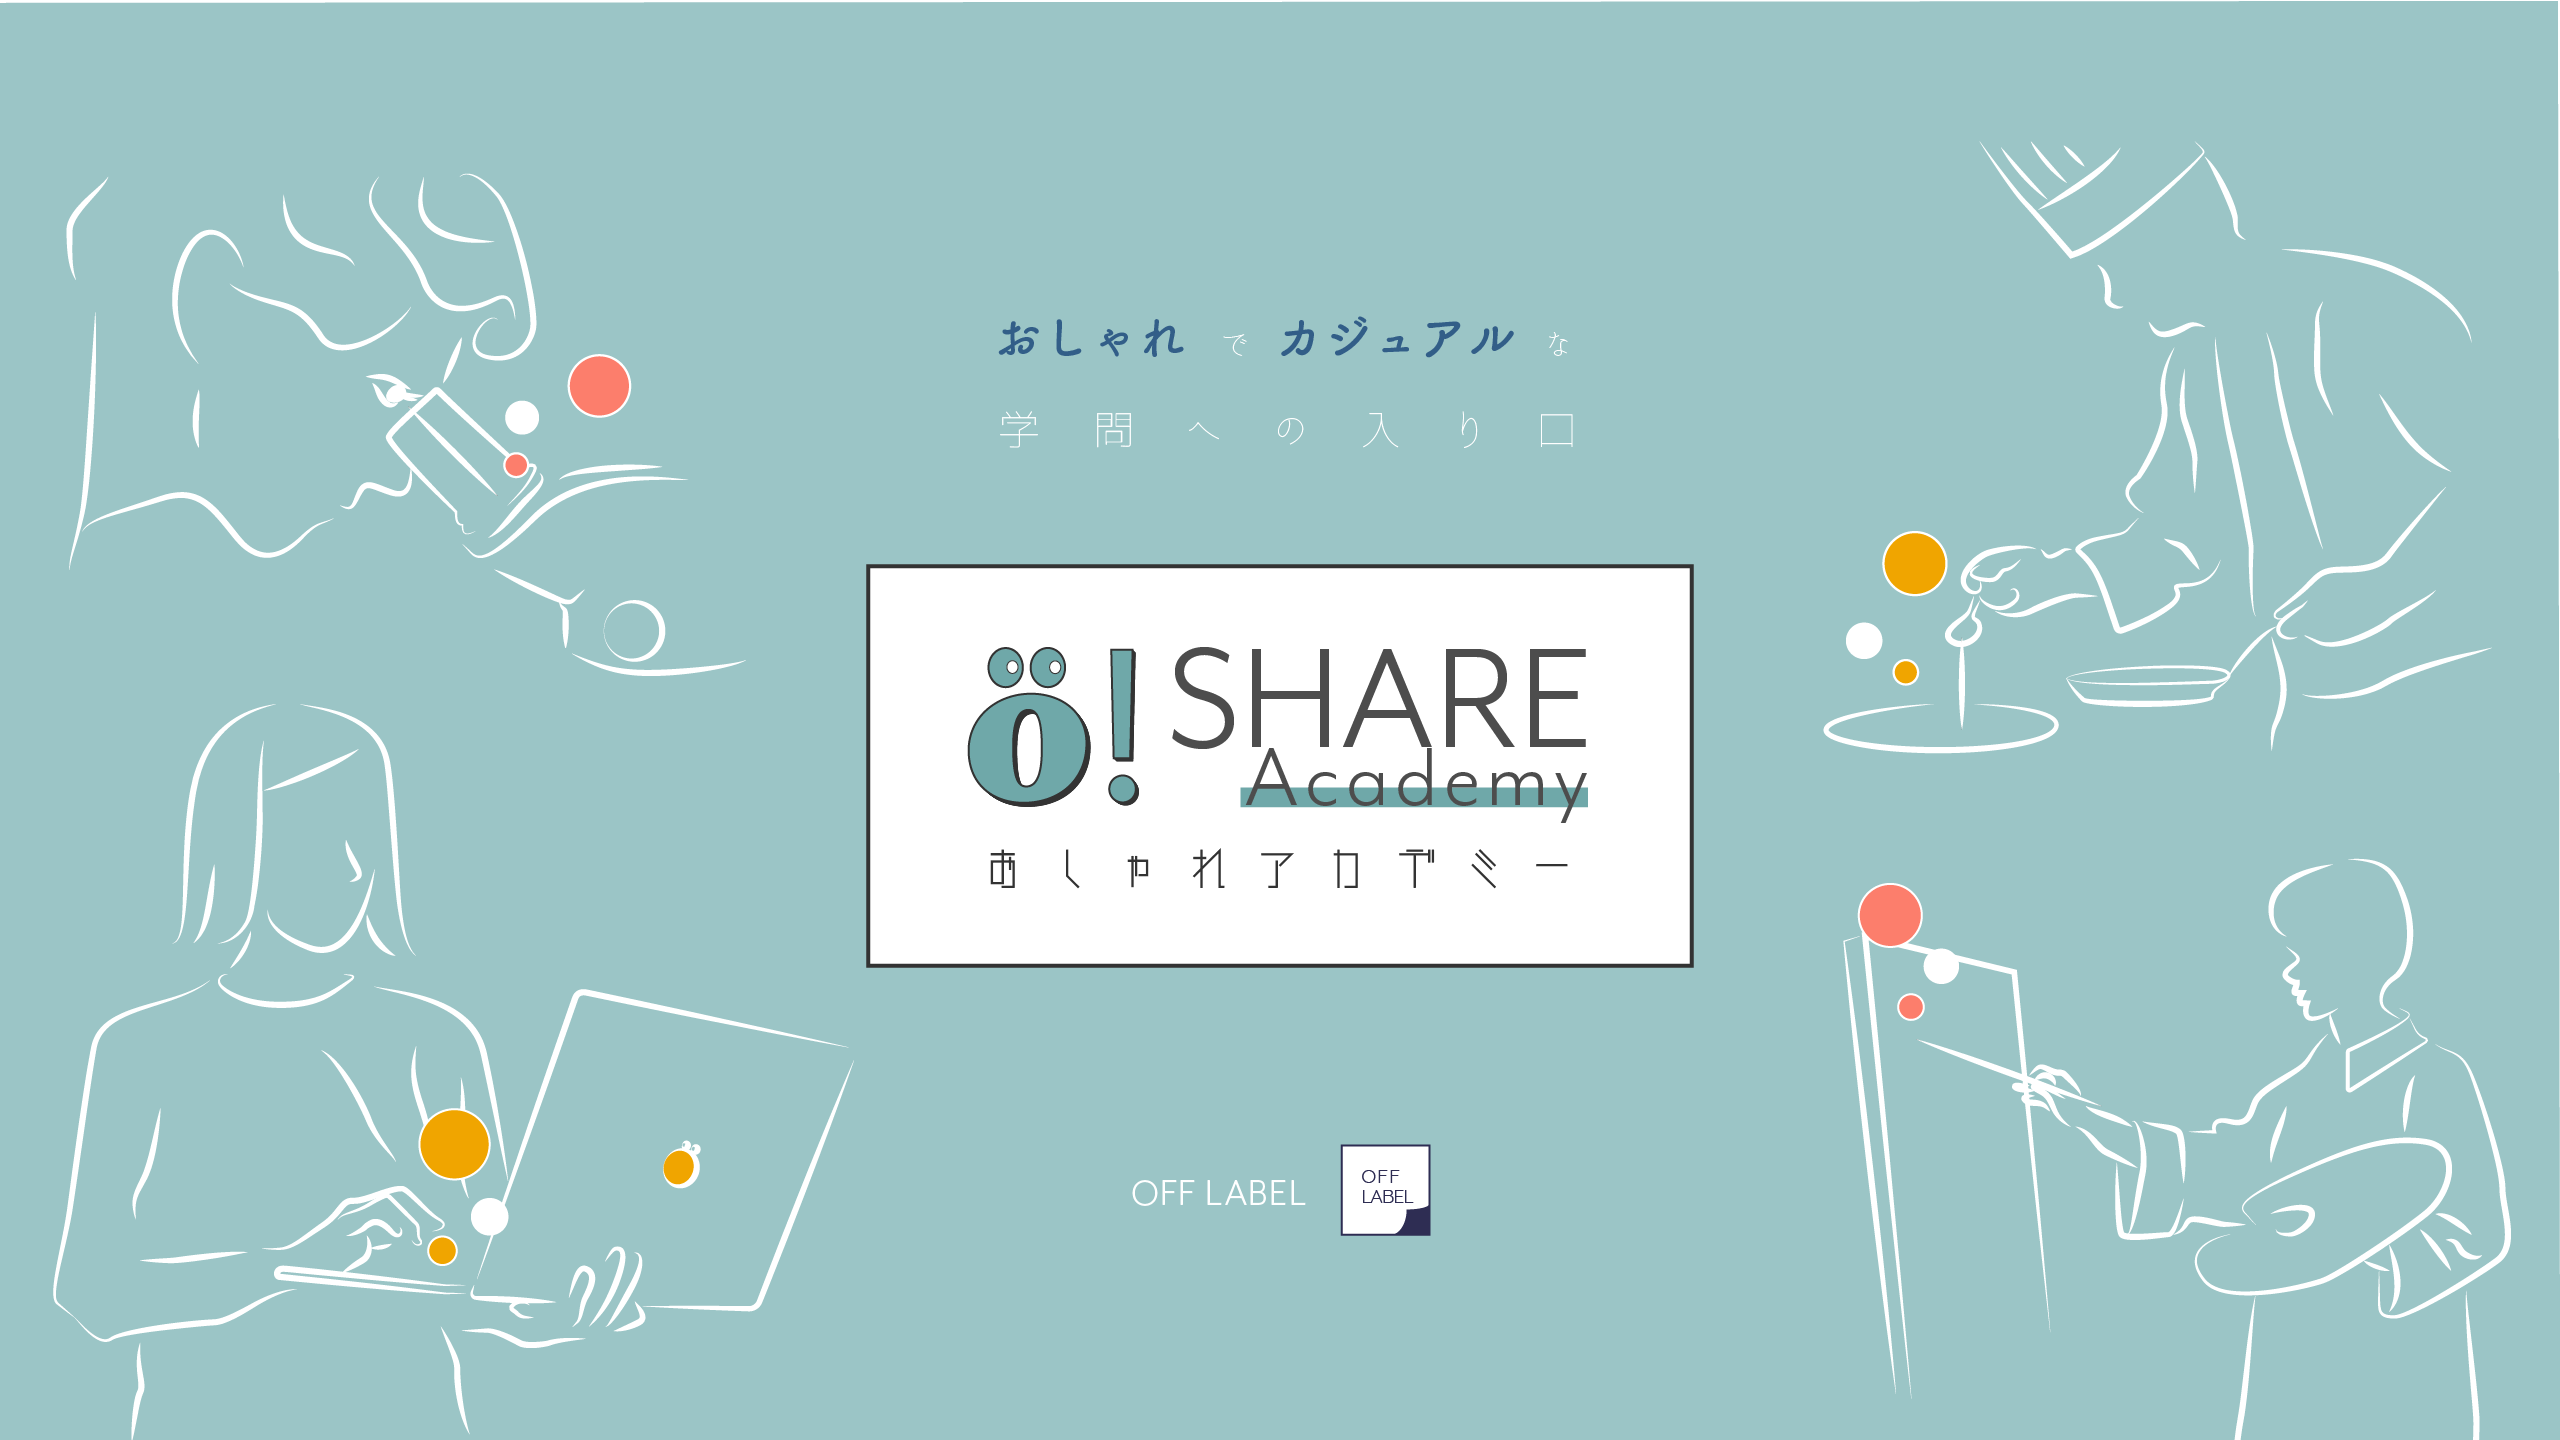 おしゃれでカジュアルな
学問への入り口
ö! SHARE
Academy
おしゃれアカデミー
OFF LABEL
OFF
LABEL